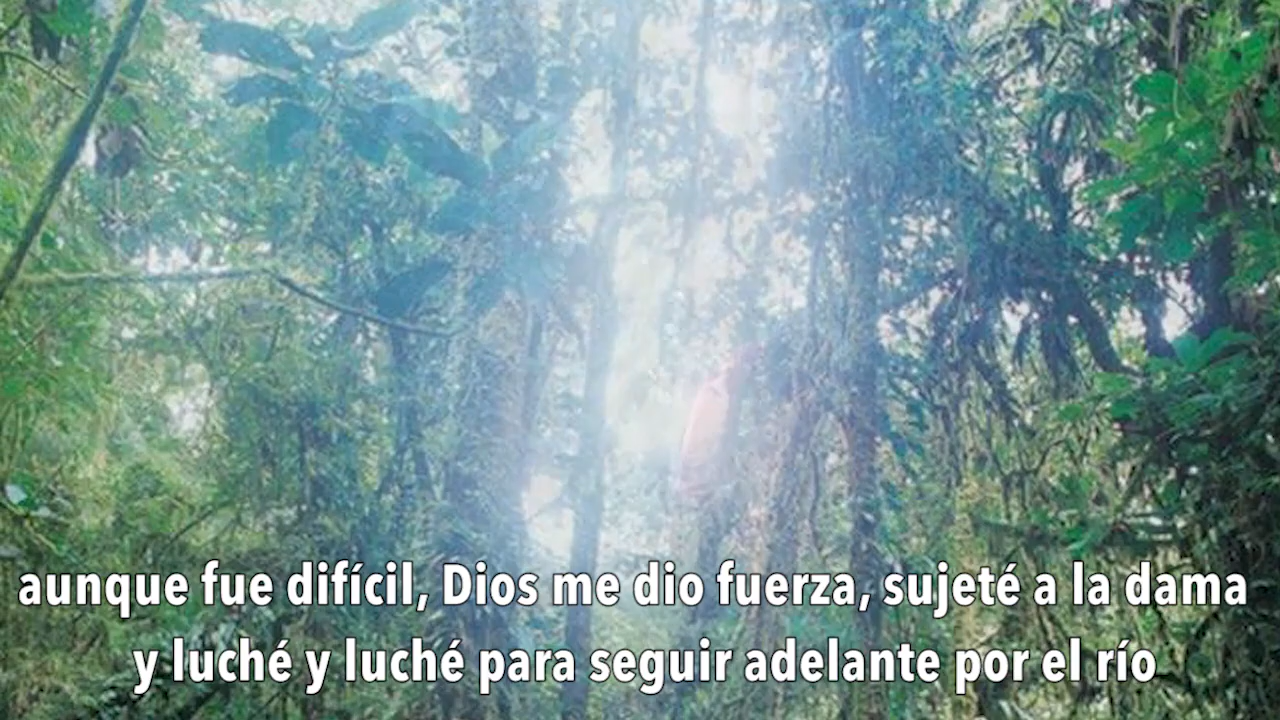 aunque fue difícil, Dios me dio fuerza, sujeté a la dama
y luché y luché para seguir adelante por el río